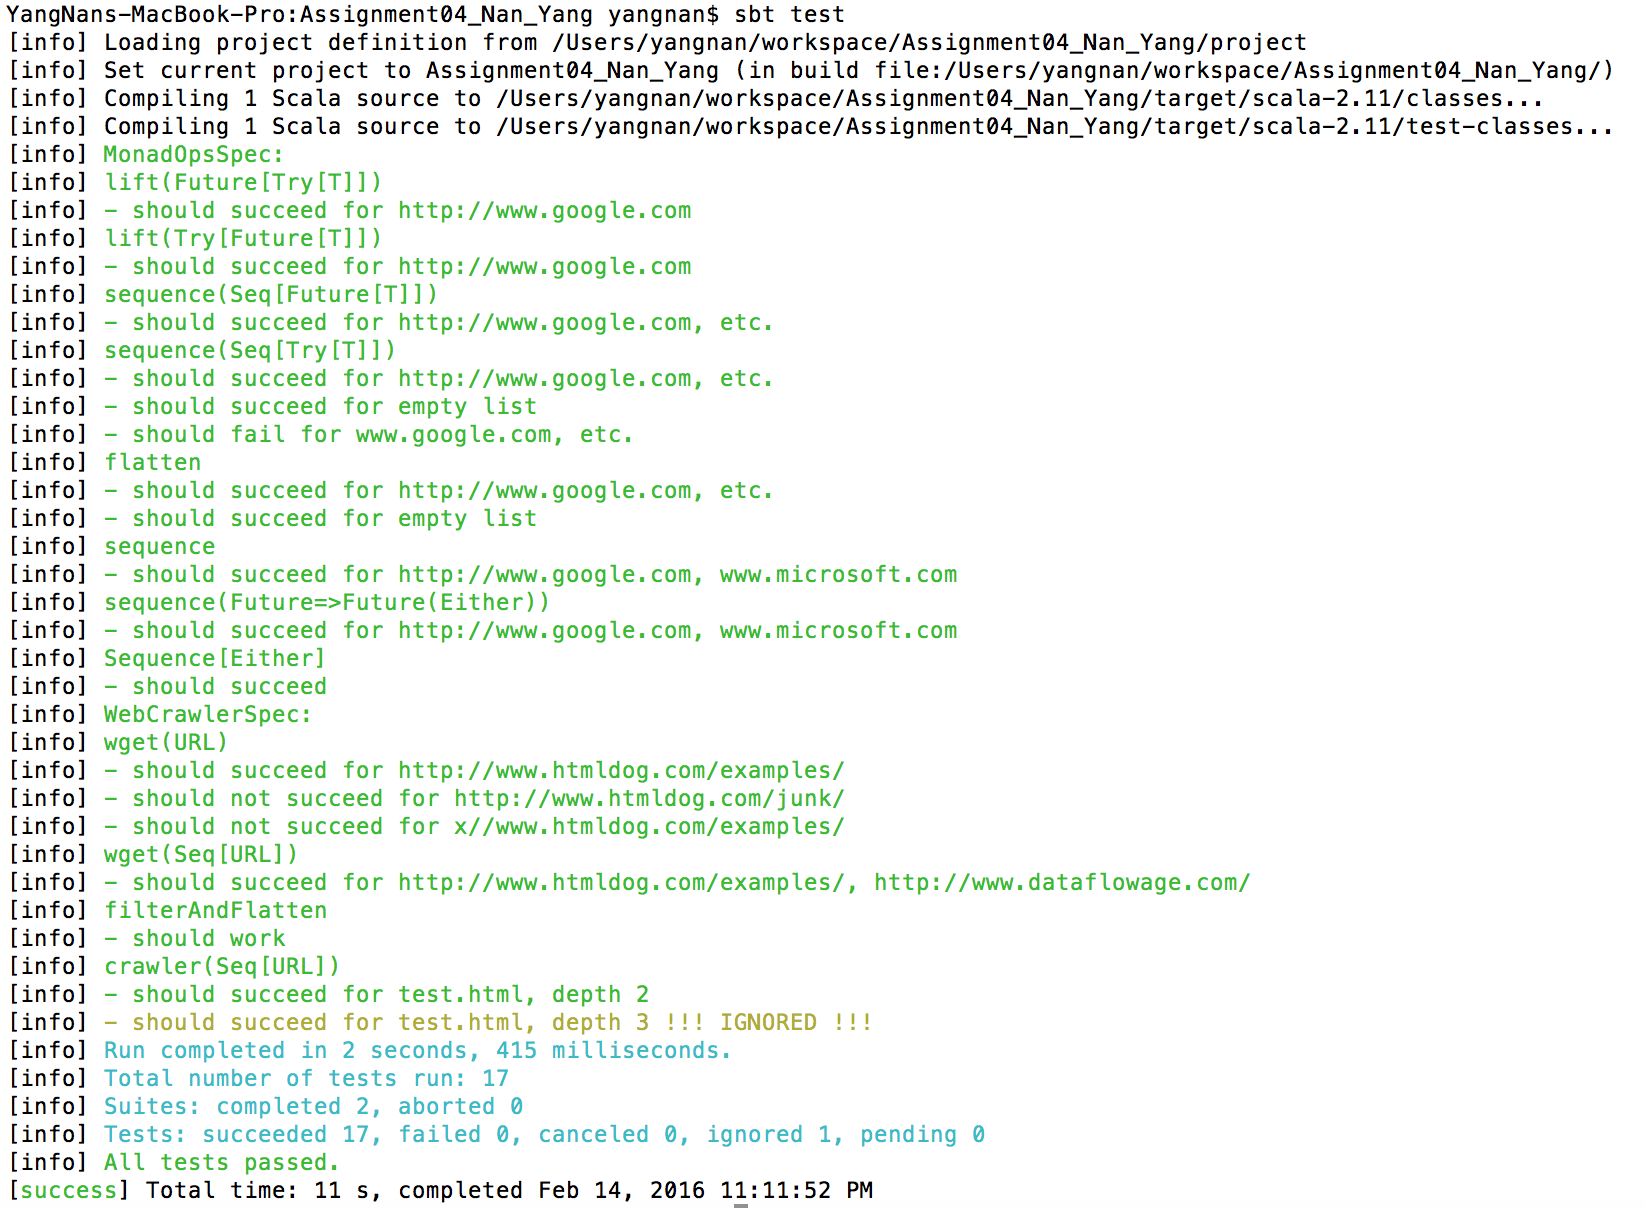 YangNans-MacBook-Pro:Assignment04_Nan_Yang yangnan$ sbt test
[info] Loading project definition from /Users/yangnan/workspace/Assignment04_Nan_Yang/project
[info] Set current project to Assignment04_Nan_Yang (in build file:/Users/yangnan/workspace/Assignment04_Nan_Yang/)
[info] Compiling 1 Scala source to /Users/yangnan/workspace/Assignment04_Nan_Yang/target/scala-2.11/classes...
[info] Compiling 1 Scala source to /Users/yangnan/workspace/Assignment04_Nan_Yang/target/scala-2.11/test-classes...
[info] MonadOpsSpec:
[info] lift(Future[Try[T]])
[info] - should succeed for http://www.google.com
[info] lift(Try[Future[T]])
[info] - should succeed for http://www.google.com
[info] sequence(Seq[Future[T]])
[info] - should succeed for http://www.google.com, etc.
[info] sequence(Seq[Try[T]])
[info] - should succeed for http://www.google.com, etc.
[info] - should succeed for empty list
[info] - should fail for www.google.com, etc.
[info] flatten
[info] - should succeed for http://www.google.com, etc.
[info] - should succeed for empty list
[info] sequence
[info] - should succeed for http://www.google.com, www.microsoft.com
[info] sequence(Future=>Future(Either))
[info] - should succeed for http://www.google.com, www.microsoft.com
[info] Sequence[Either]
[info] - should succeed
[info] WebCrawlerSpec:
[info] wget(URL)
[info] - should succeed for http://www.htmldog.com/examples/
[info] - should not succeed for http://www.htmldog.com/junk/
[info] - should not succeed for x//www.htmldog.com/examples/
[info] wget(Seq[URL])
[info] - should succeed for http://www.htmldog.com/examples/, http://www.dataflowage.com/
[info] filterAndFlatten
[info] - should work
[info] crawler(Seq[URL])
[info] - should succeed for test.html, depth 2
[info] - should succeed for test.html, depth 3 !!! IGNORED !!!
[info] Run completed in 2 seconds, 415 milliseconds.
[info] Total number of tests run: 17
[info] Suites: completed 2, aborted 0
[info] Tests: succeeded 17, failed 0, canceled 0, ignored 1, pending 0
[info] All tests passed.
[success] Total time: 11 s, completed Feb 14, 2016 11:11:52 PM